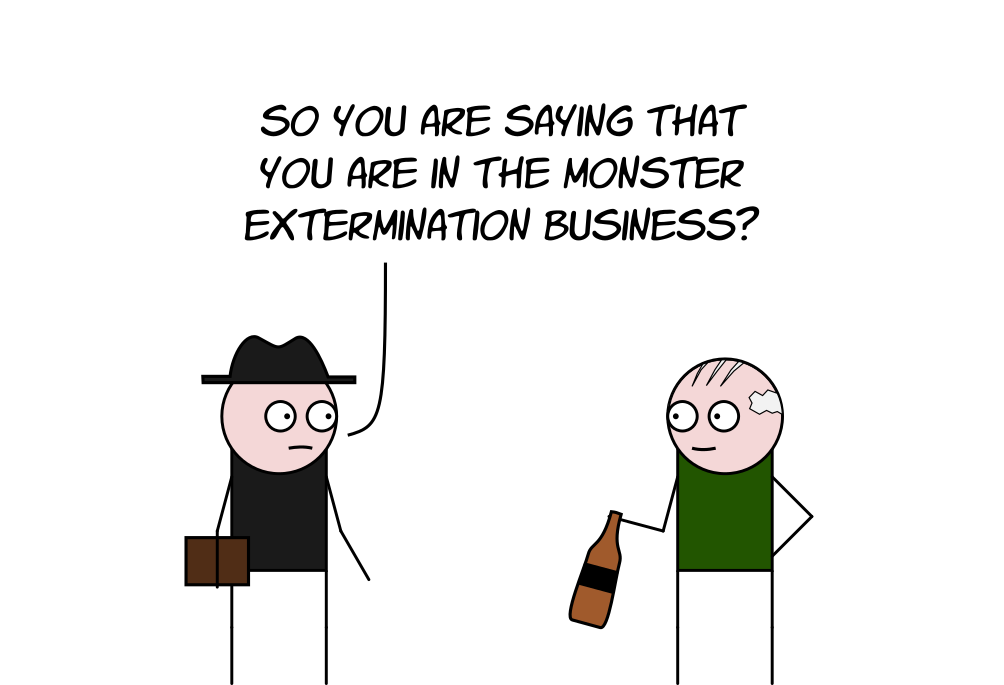 SO YOU ARE SAYING THAT
YOU ARE IN THE MONSTER
EXTERMINATION BUSINESS?